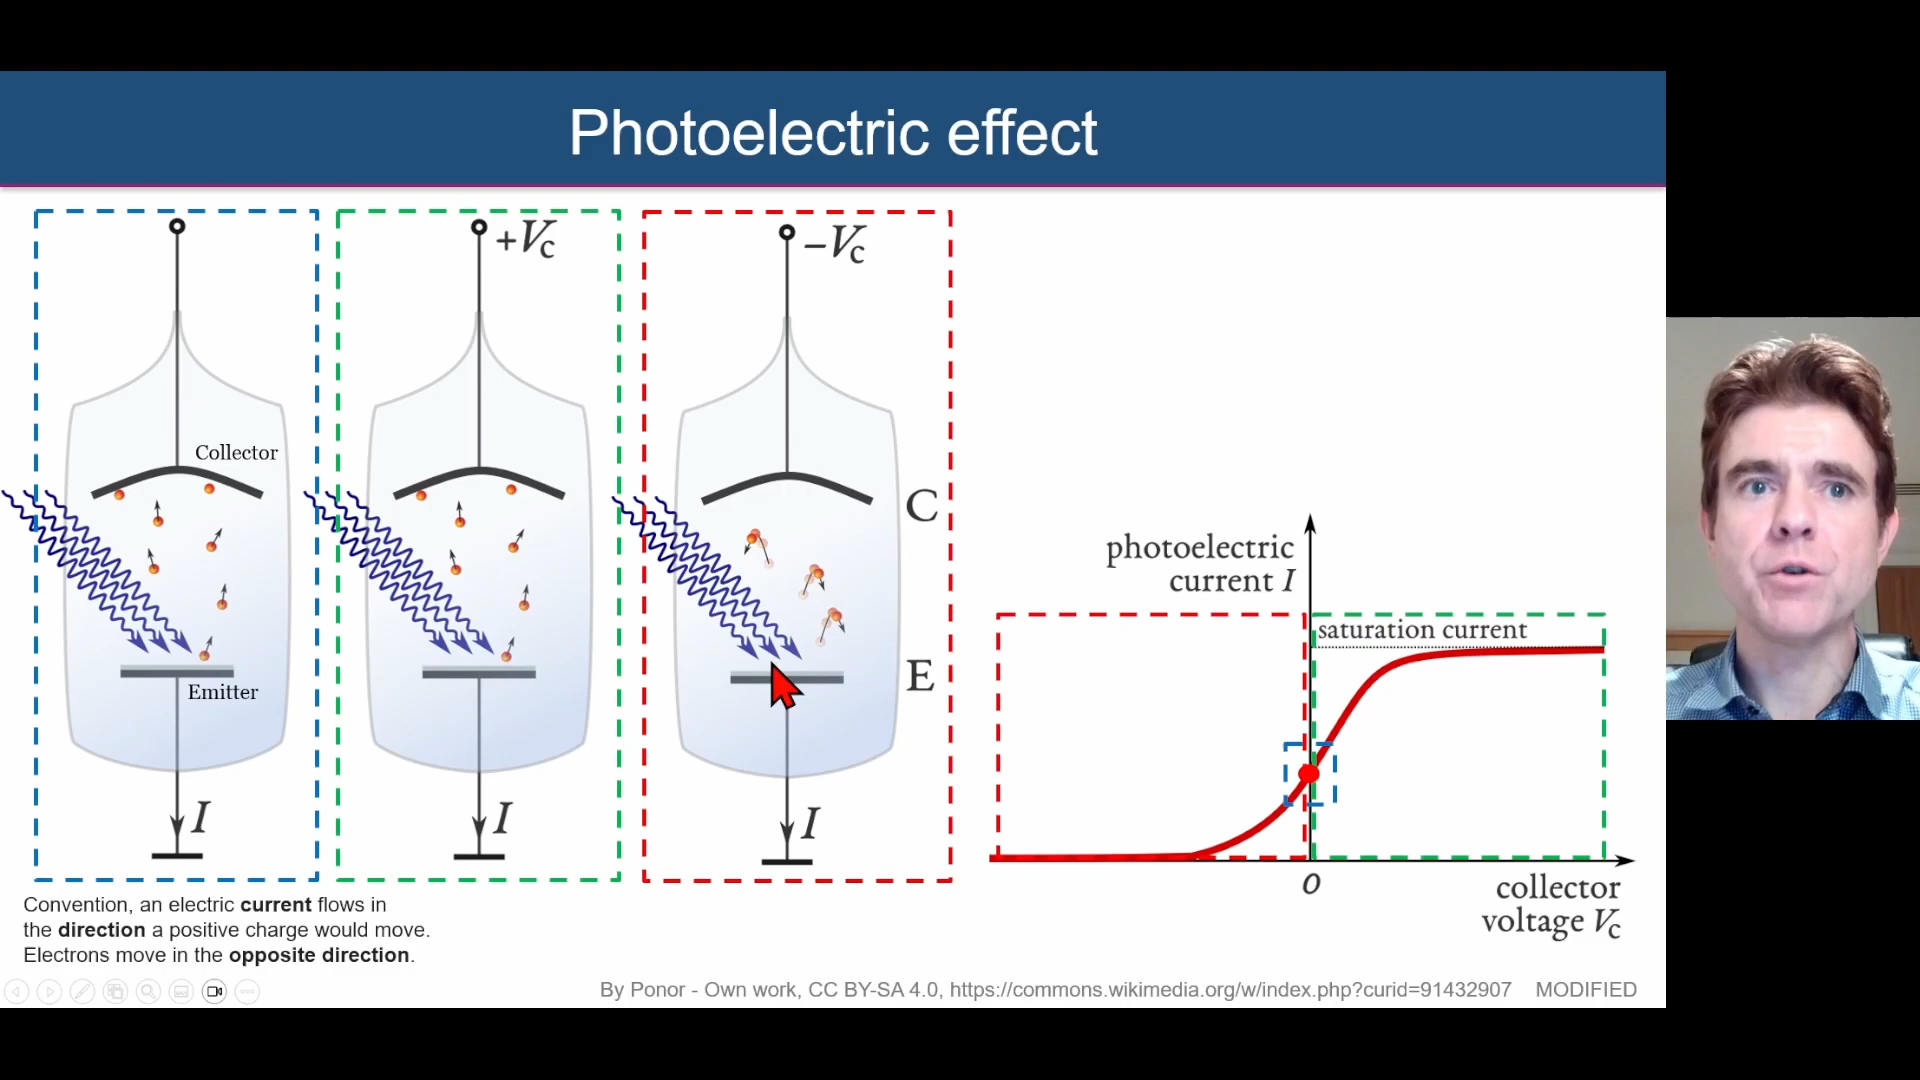 Photoelectric effect
+Vc
–Vc
Collector
C
E
Emitter
I
I
I
photoelectric
current I
saturation current
0
collector
voltage Vc
Convention, an electric current flows in
the direction a positive charge would move.
Electrons move in the opposite direction.
By Ponor - Own work, CC BY-SA 4.0, https://commons.wikimedia.org/w/index.php?curid=91432907 MODIFIED